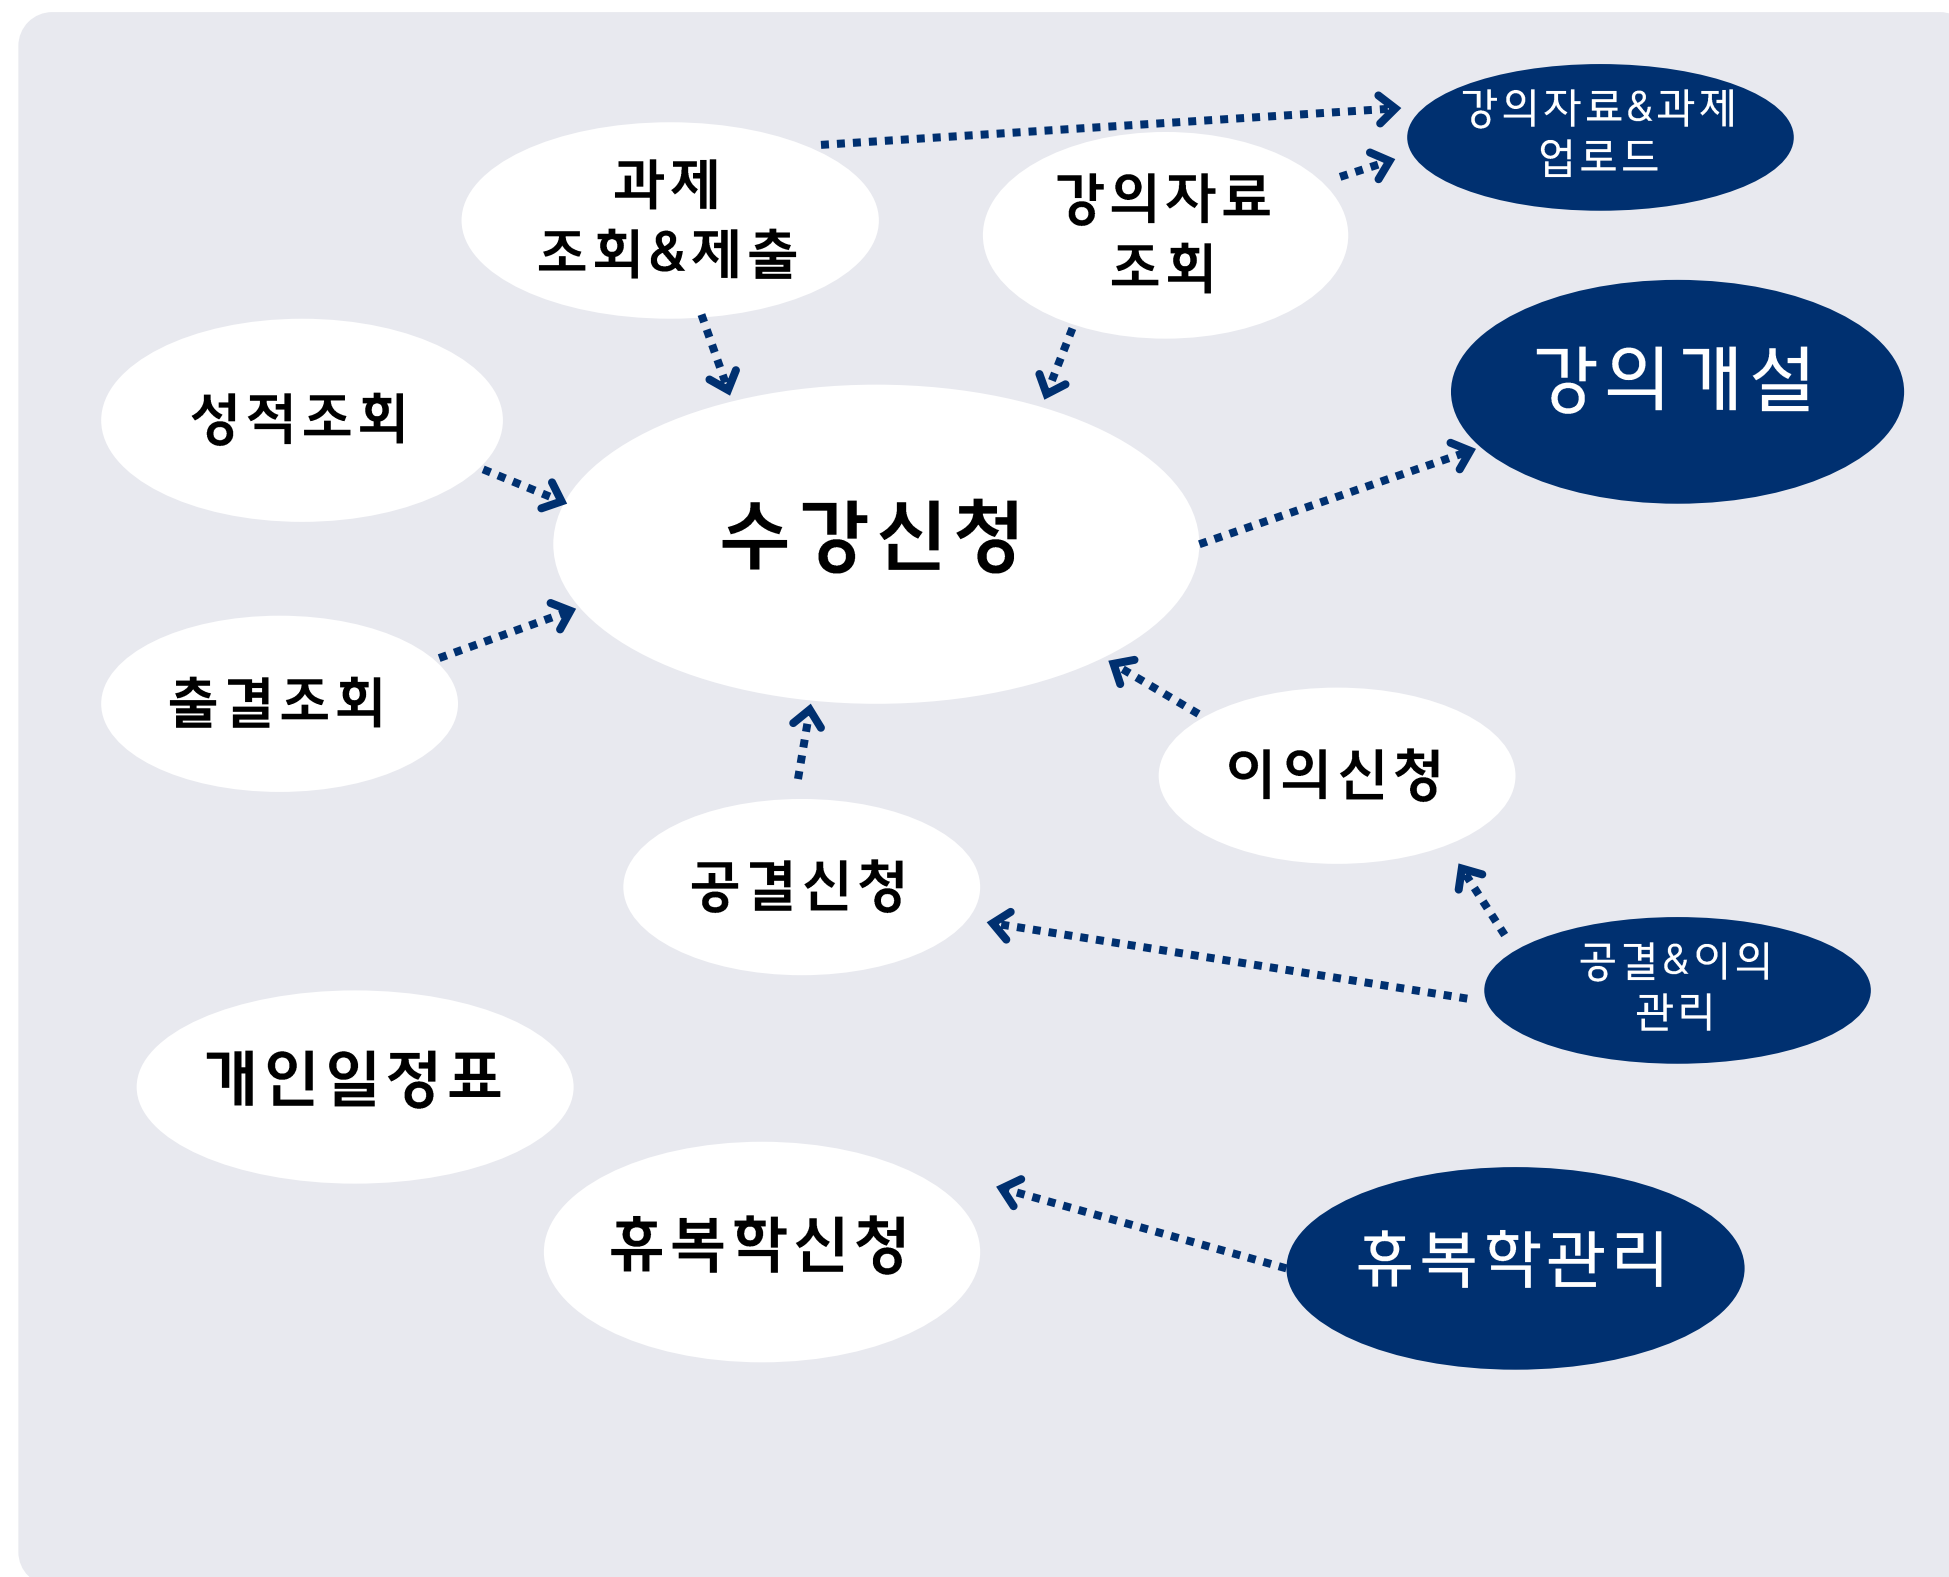 강의자료&과제
업로드
과제
조회&제출
강의자료
조회
강의개설
성적조회
수강신청
출결조회
이의신청
공결신청
공결&이의
관리
개인일정표
휴복학신청
휴복학관리